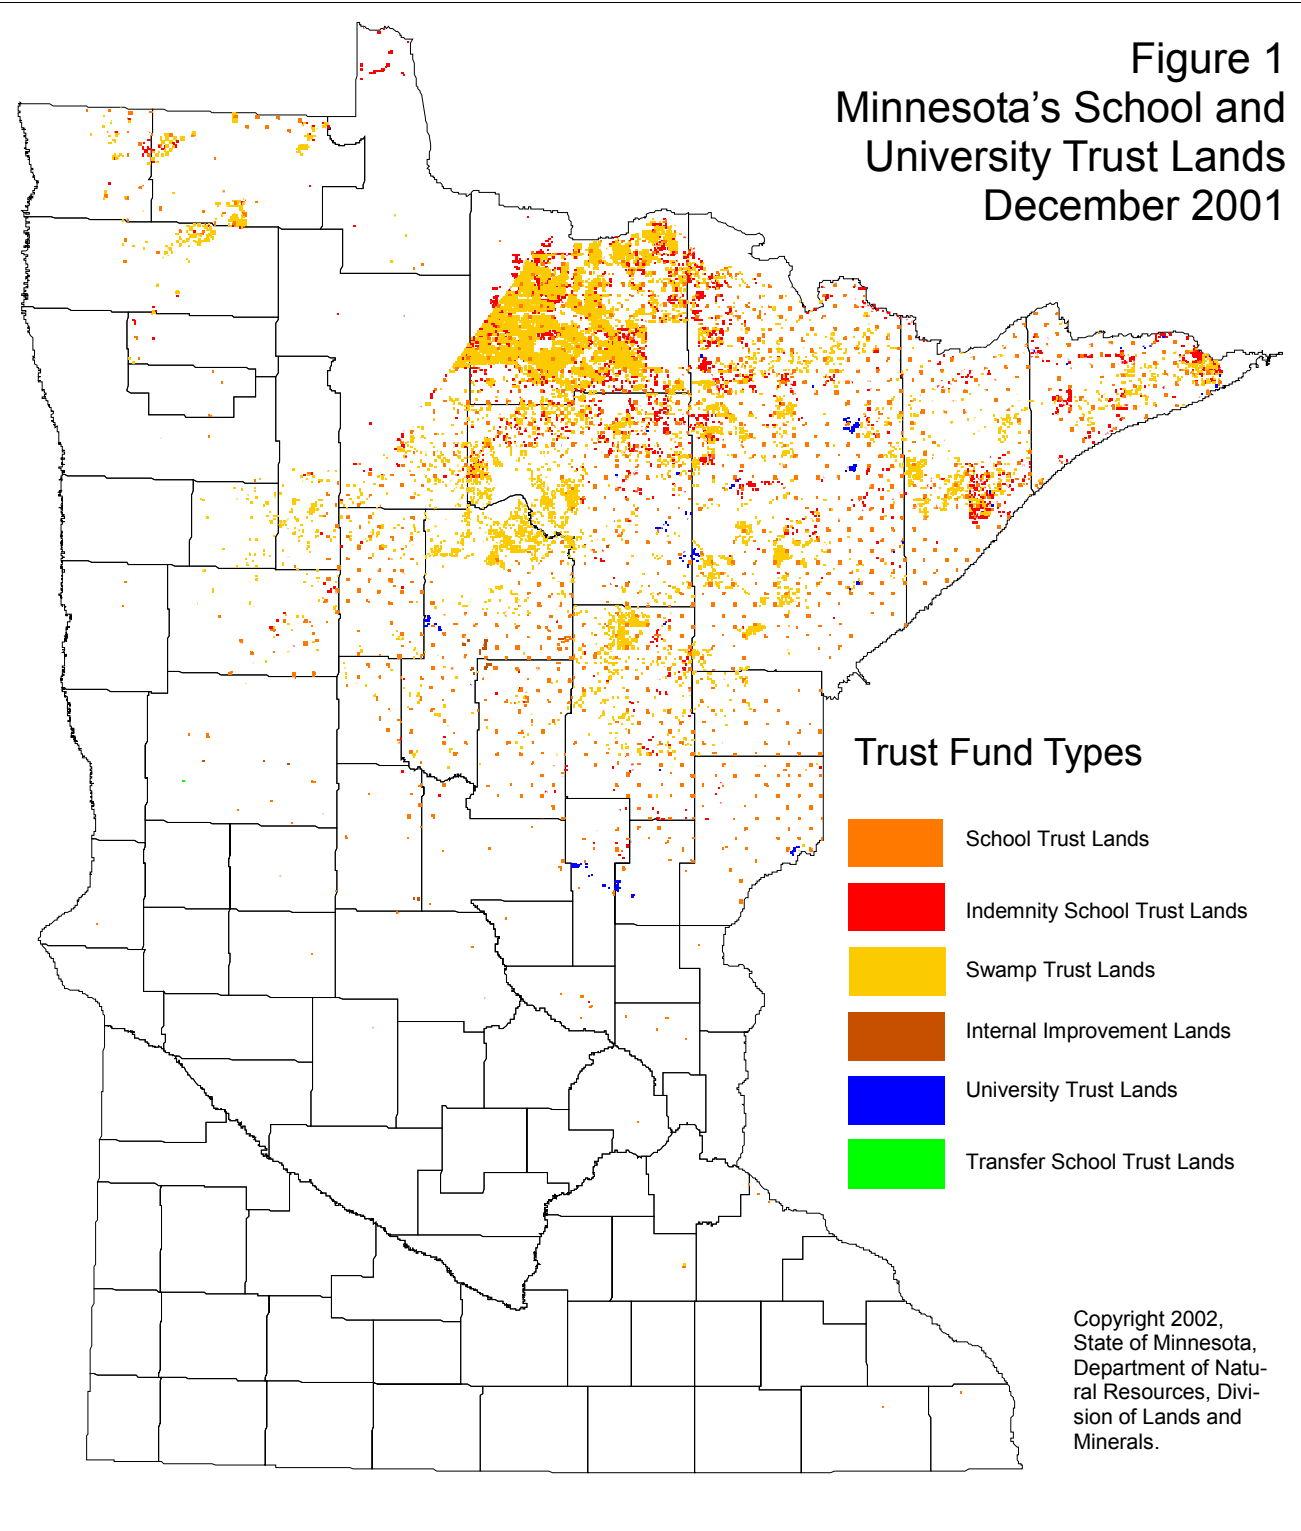 Figure 1
Minnesota’s School and
University Trust Lands
December 2001
Trust Fund Types
School Trust Lands
Indemnity School Trust Lands
Swamp Trust Lands
Internal Improvement Lands
University Trust Lands
Transfer School Trust Lands
Copyright 2002,
State of Minnesota,
Department of Natu-
ral Resources, Divi-
sion of Lands and
Minerals.